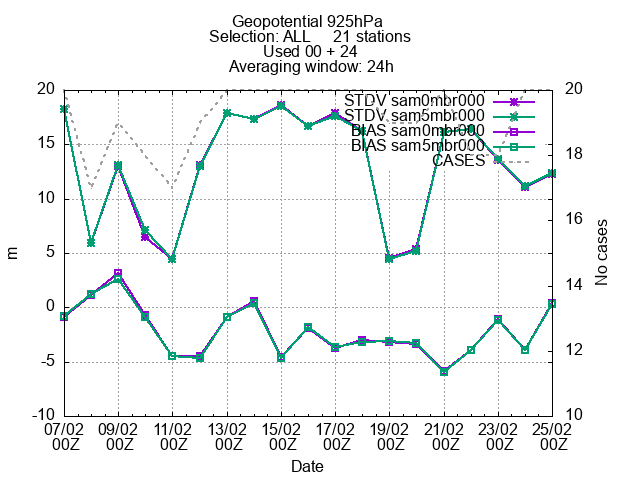 Geopotential 925hPa
Selection: ALL 21 stations
Used 00 + 24
Averaging window: 24h
20 20
STDV sam0mbr000
STDV sam5mbr000
BIAS sam0mbr000
BIAS sam5mbr000
CASES
15 18
10 16
m No cases
5 14
0
-5 12
-10 10
07/02 09/02 11/02 13/02 15/02 17/02 19/02 21/02 23/02 25/02
00Z 00Z 00Z 00Z 00Z 00Z 00Z 00Z 00Z 00Z
Date